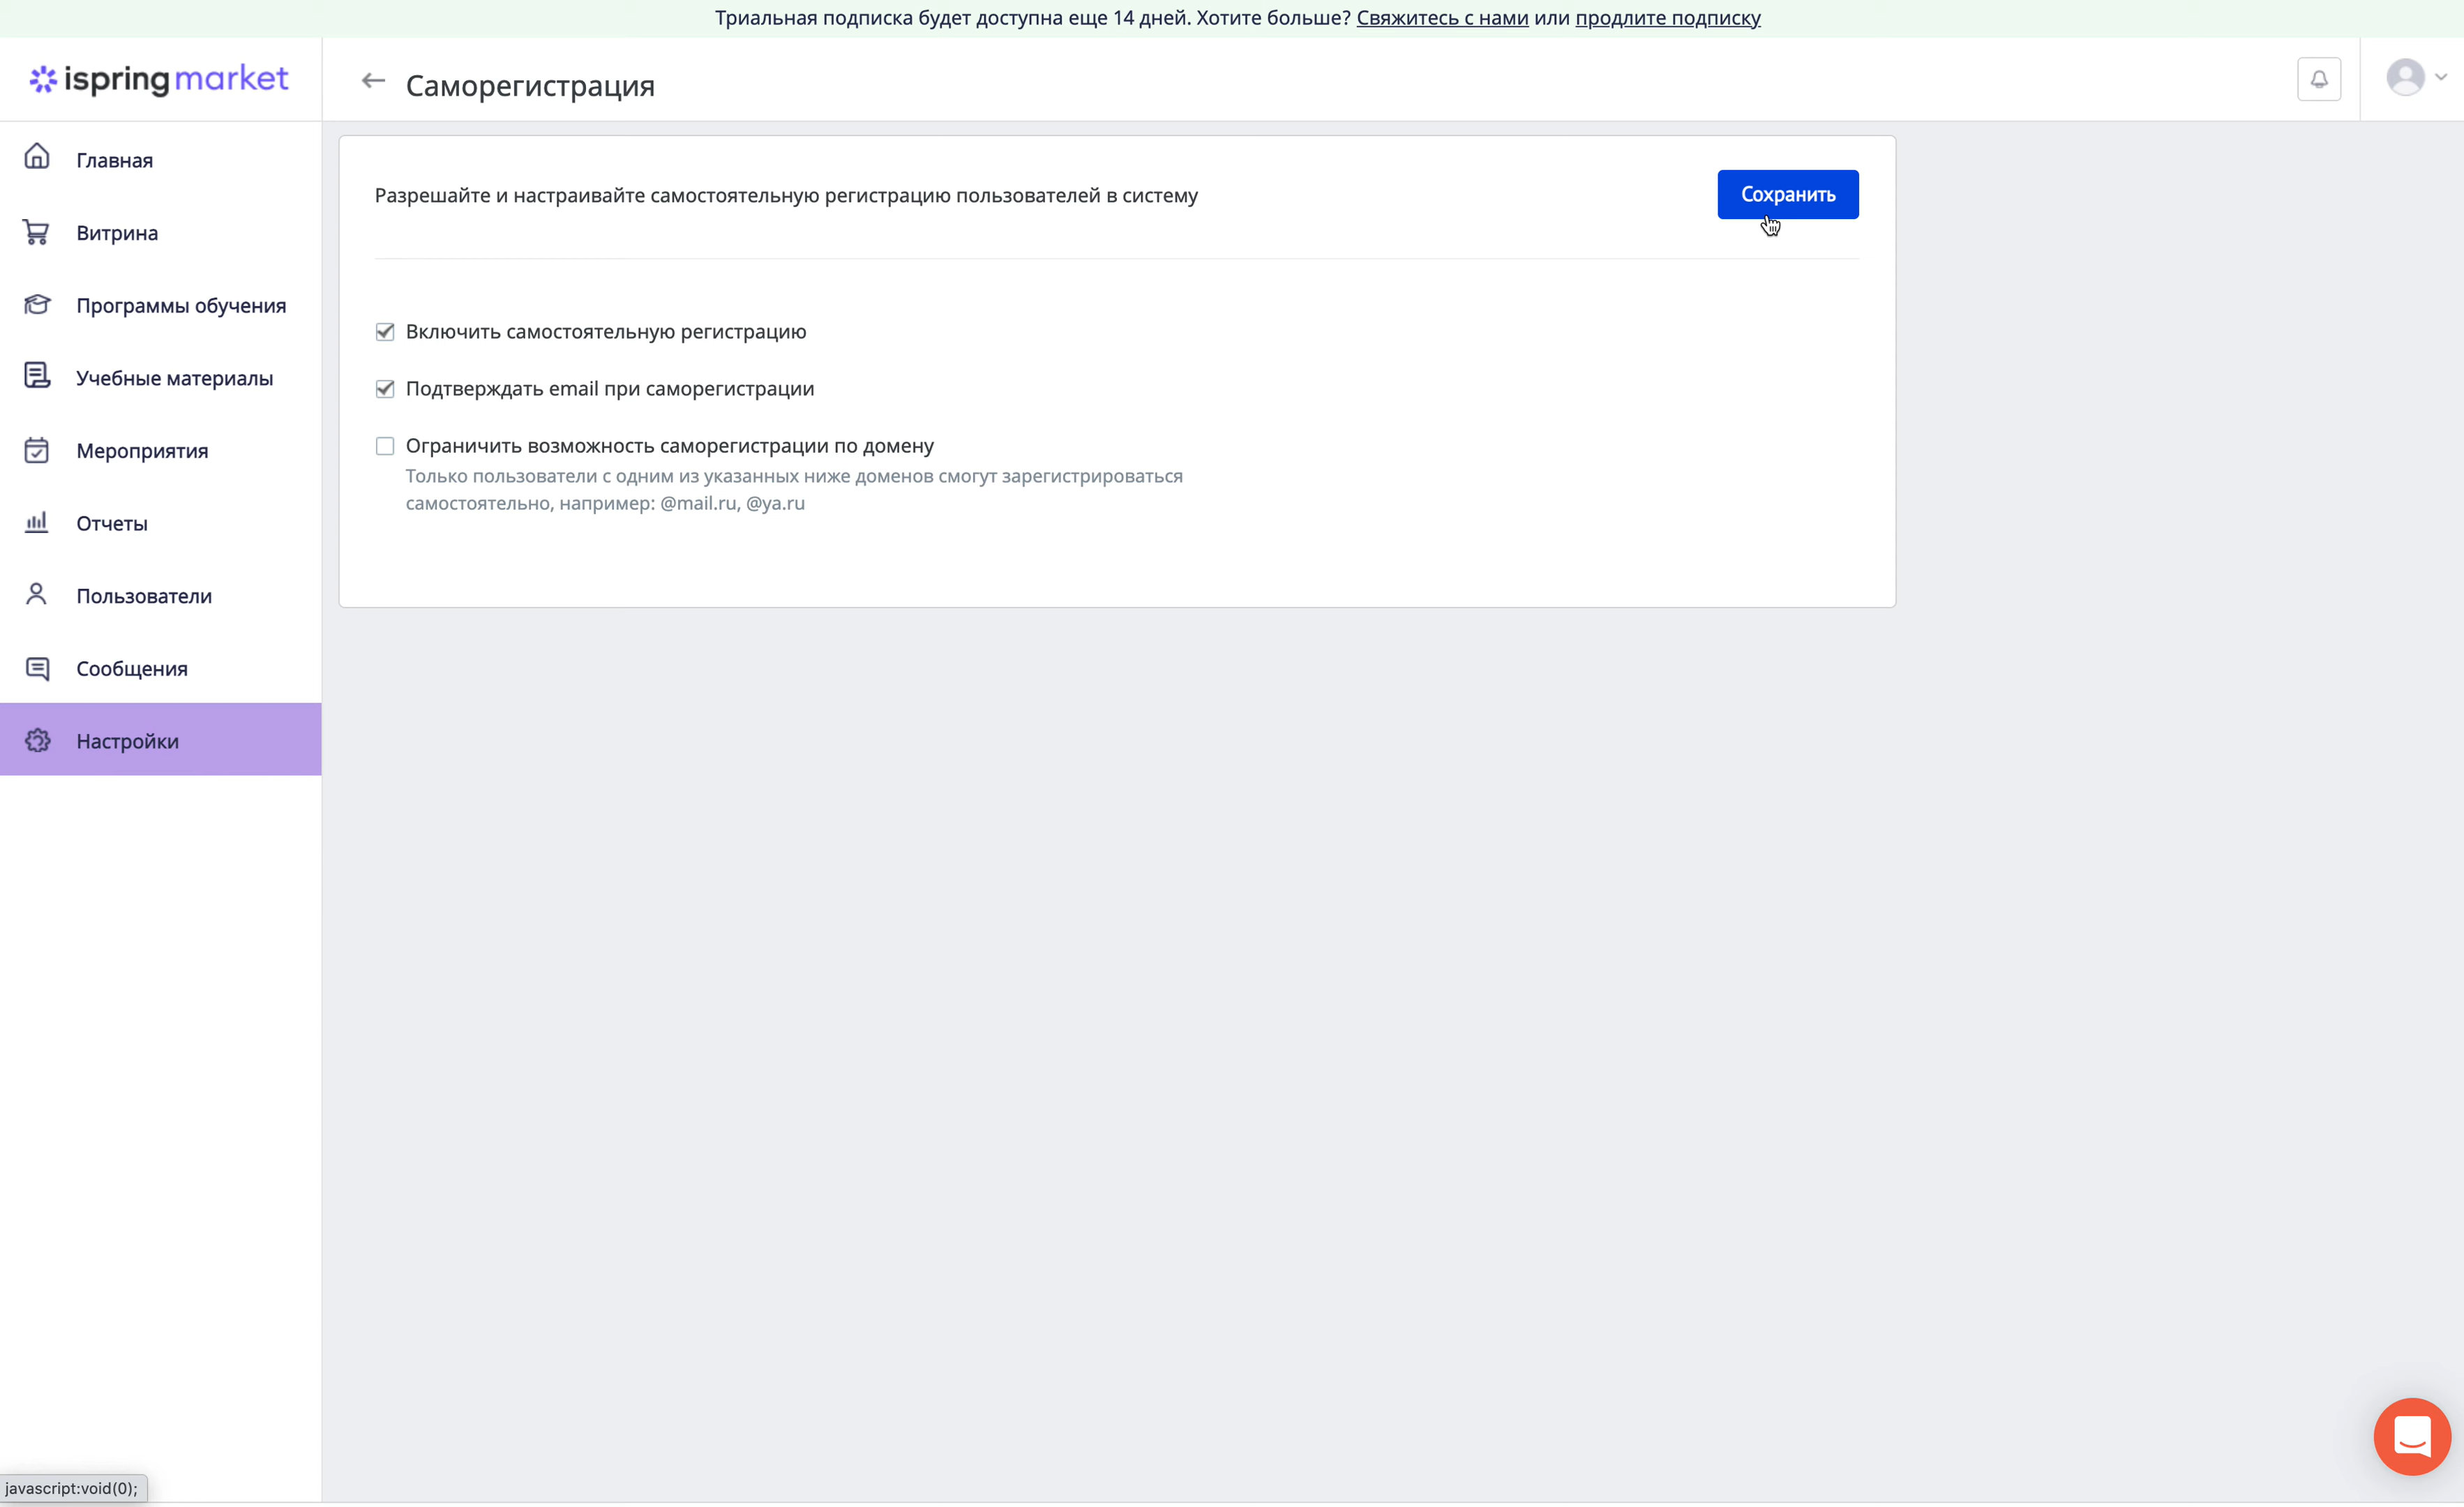 Триальная подписка будет доступна еще 14 дней. Хотите больше? Свяжитесь с нами или продлите подписку
ispring market
Саморегистрация
Главная
Витрина
Программы обучения
Учебные материалы
Мероприятия
Отчеты
Пользователи
Сообщения
Настройки
Разрешайте и настраивайте самостоятельную регистрацию пользователей в систему
Сохранить
Включить самостоятельную регистрацию
Подтверждать email при саморегистрации
Ограничить возможность саморегистрации по домену
Только пользователи с одним из указанных ниже доменов смогут зарегистрироваться
самостоятельно, например: @mail.ru, @ya.ru
javascript:void(0);